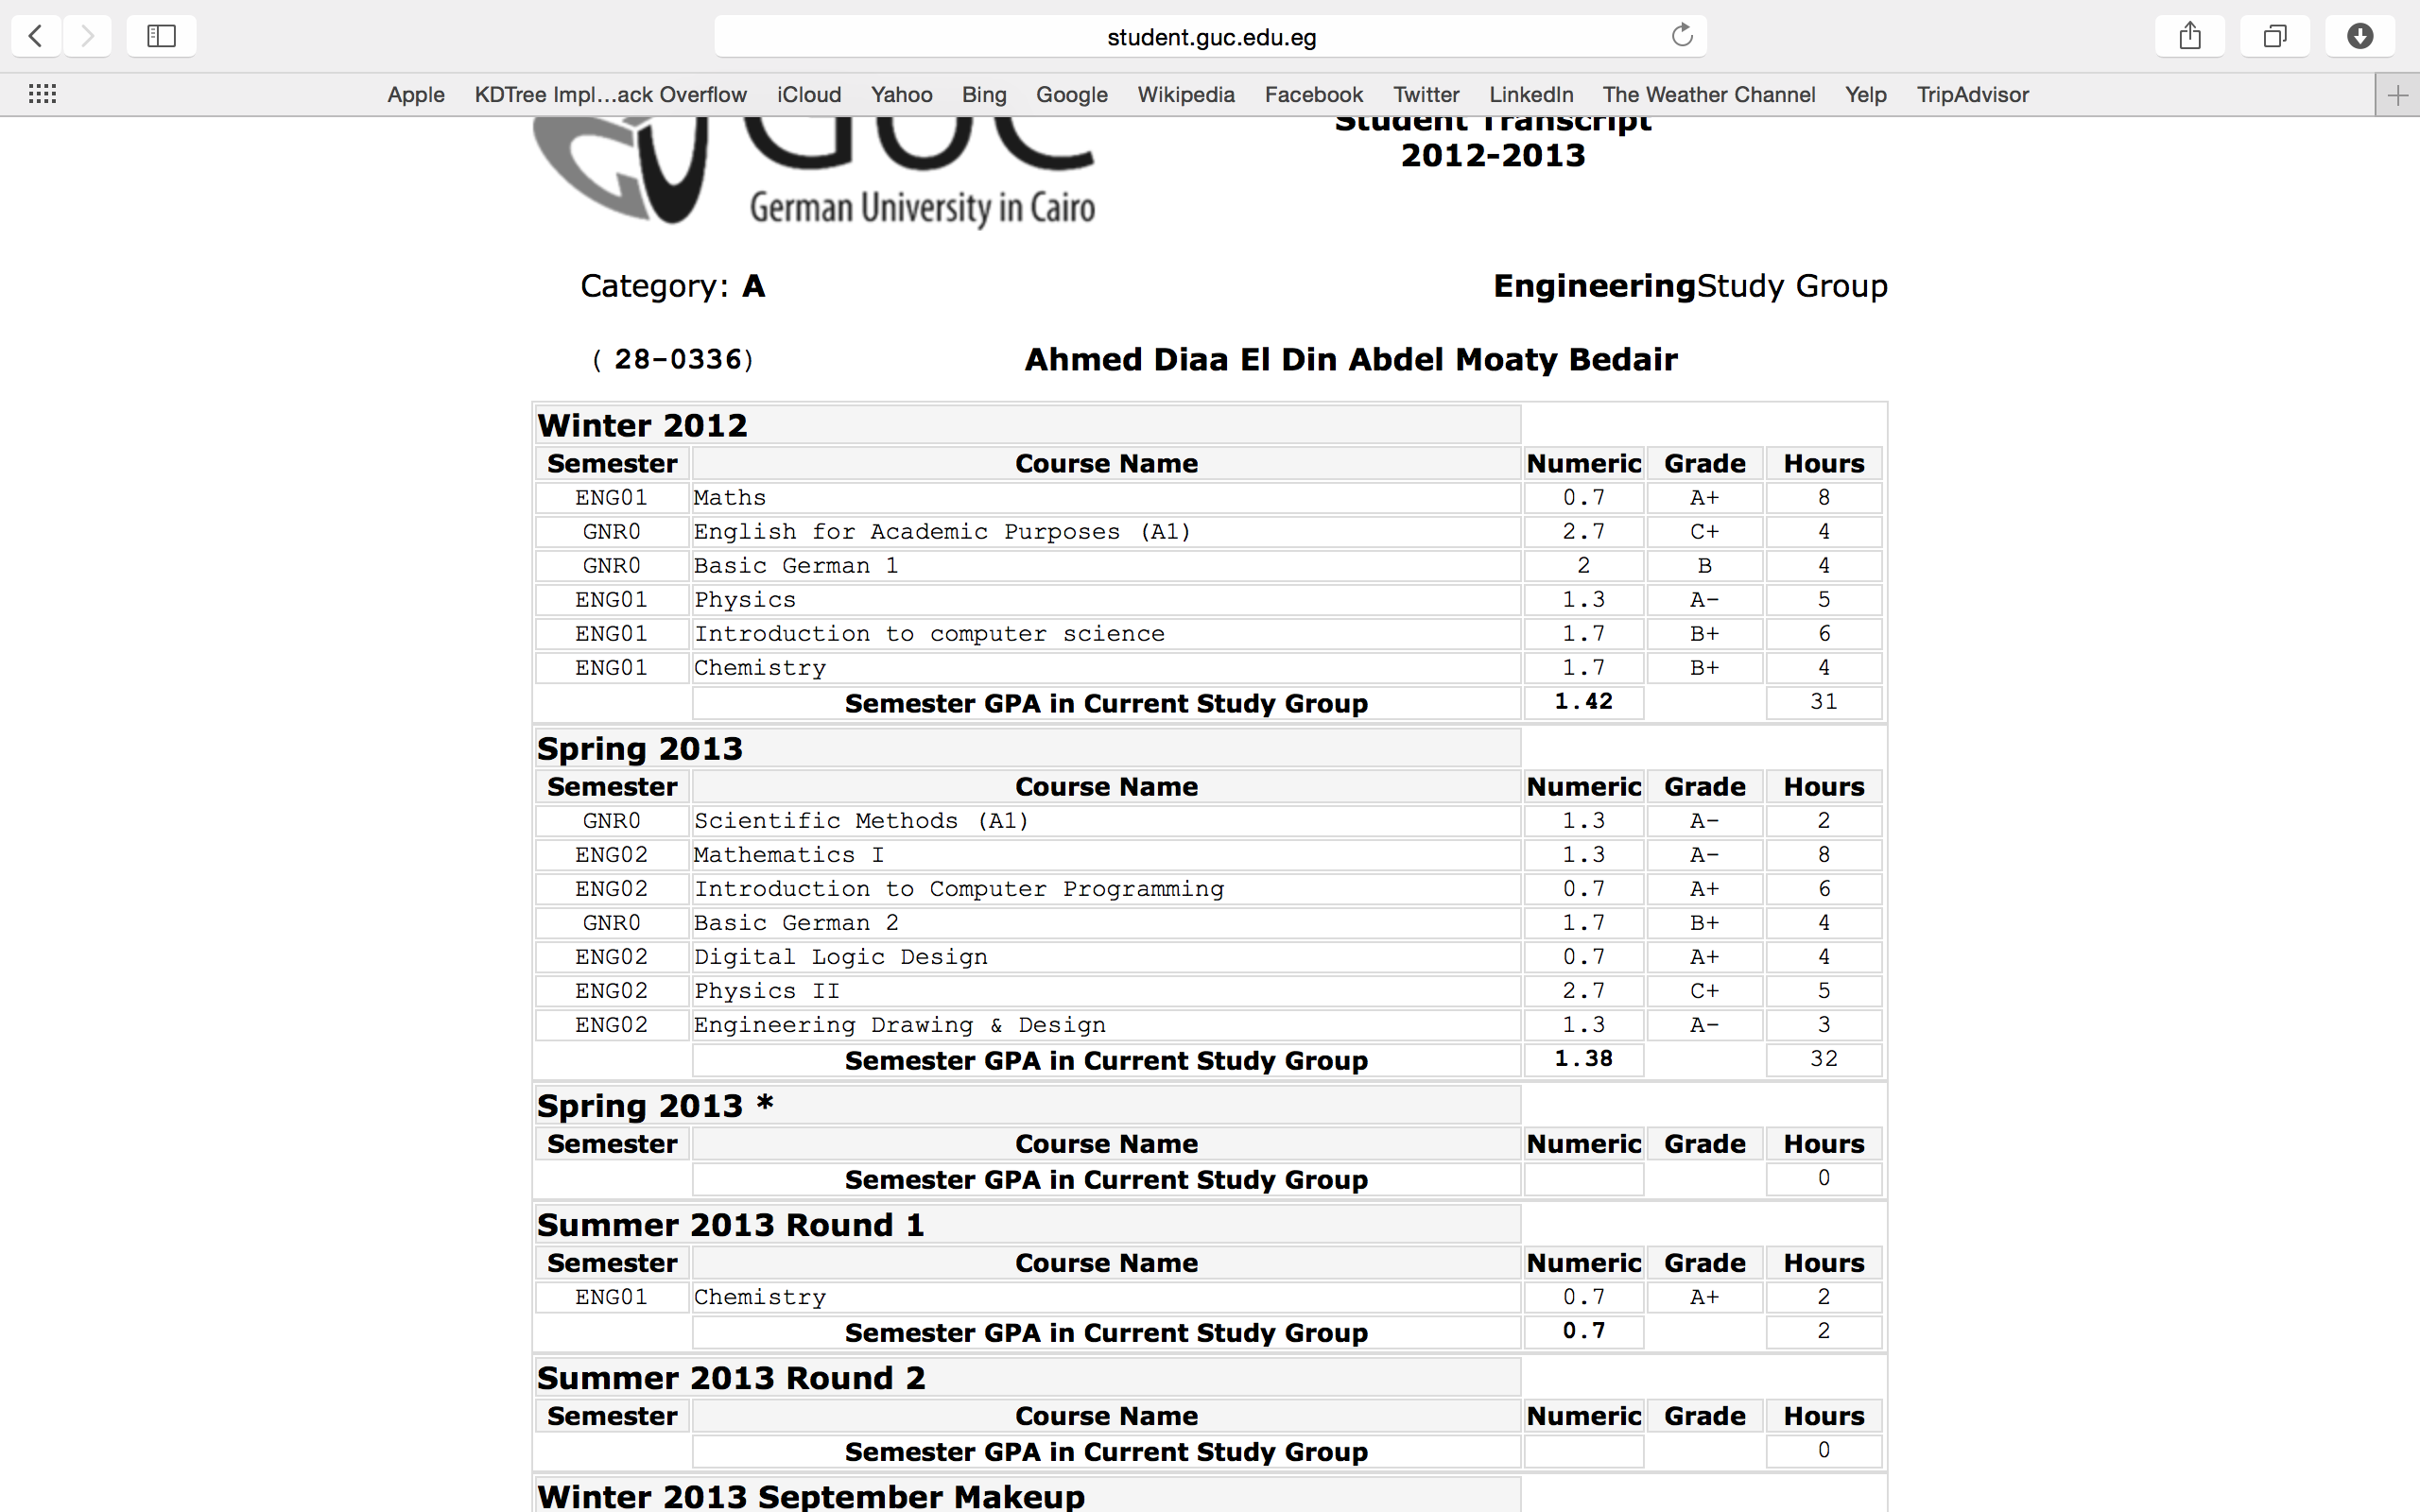 student.guc.edu.eg
Apple KDTree Impl...ack Overflow iCloud Yahoo Bing Google Wikipedia Facebook Twitter LinkedIn The Weather Channel Yelp TripAdvisor
GUC
German University in Cairo
Student Transcript
2012-2013
Category: A
EngineeringStudy Group
( 28-0336)
Ahmed Diaa El Din Abdel Moaty Bedair
Winter 2012
Semester Course Name Numeric Grade Hours
ENG01 Maths 0.7 A+ 8
GNR0 English for Academic Purposes (A1) 2.7 C+ 4
GNR0 Basic German 1 2 B 4
ENG01 Physics 1.3 A- 5
ENG01 Introduction to computer science 1.7 B+ 6
ENG01 Chemistry 1.7 B+ 4
Semester GPA in Current Study Group 1.42 31
Spring 2013
Semester Course Name Numeric Grade Hours
GNR0 Scientific Methods (A1) 1.3 A- 2
ENG02 Mathematics I 1.3 A- 8
ENG02 Introduction to Computer Programming 0.7 A+ 6
GNR0 Basic German 2 1.7 B+ 4
ENG02 Digital Logic Design 0.7 A+ 4
ENG02 Physics II 2.7 C+ 5
ENG02 Engineering Drawing & Design 1.3 A- 3
Semester GPA in Current Study Group 1.38 32
Spring 2013 *
Semester Course Name Numeric Grade Hours
Semester GPA in Current Study Group 0
Summer 2013 Round 1
Semester Course Name Numeric Grade Hours
ENG01 Chemistry 0.7 A+ 2
Semester GPA in Current Study Group 0.7 2
Summer 2013 Round 2
Semester Course Name Numeric Grade Hours
Semester GPA in Current Study Group 0
Winter 2013 September Makeup